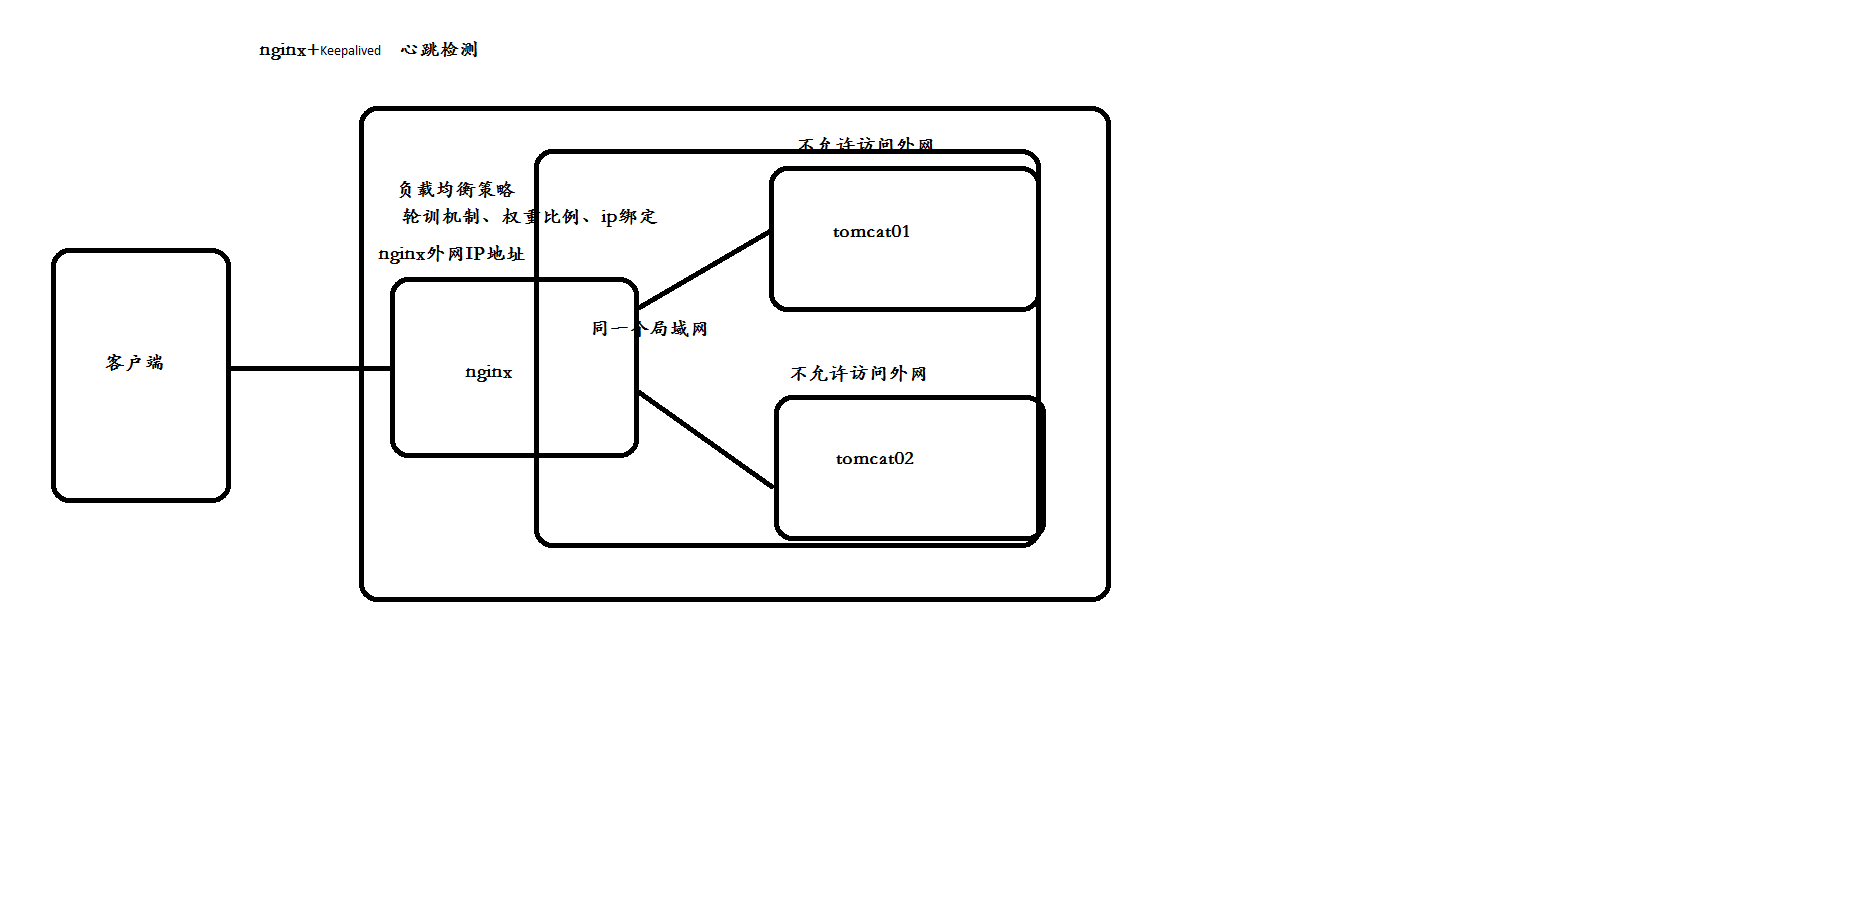 nginx+Keepalived 心跳检测
不允许访问外网
负载均衡策略
轮训机制、权重比例、ip绑定
nginx外网IP地址
tomcat01
同一个局域网
客户端
nginx
不允许访问外网
tomcat02